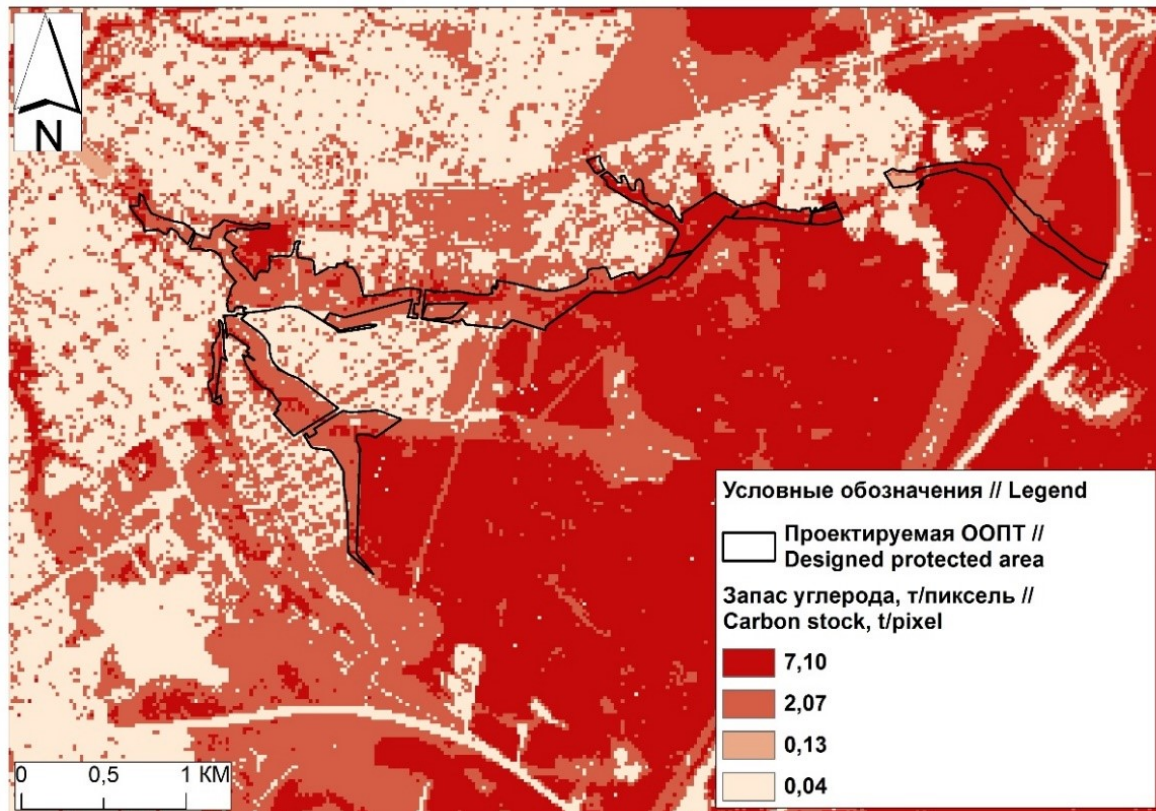 N
Условные обозначения // Legend
Проектируемая ООПТ //
Designed protected area
Запас углерода, т/пиксель //
Carbon stock, t/pixel
7,10
2,07
0,13
0,04
0 0,5 1 КМ